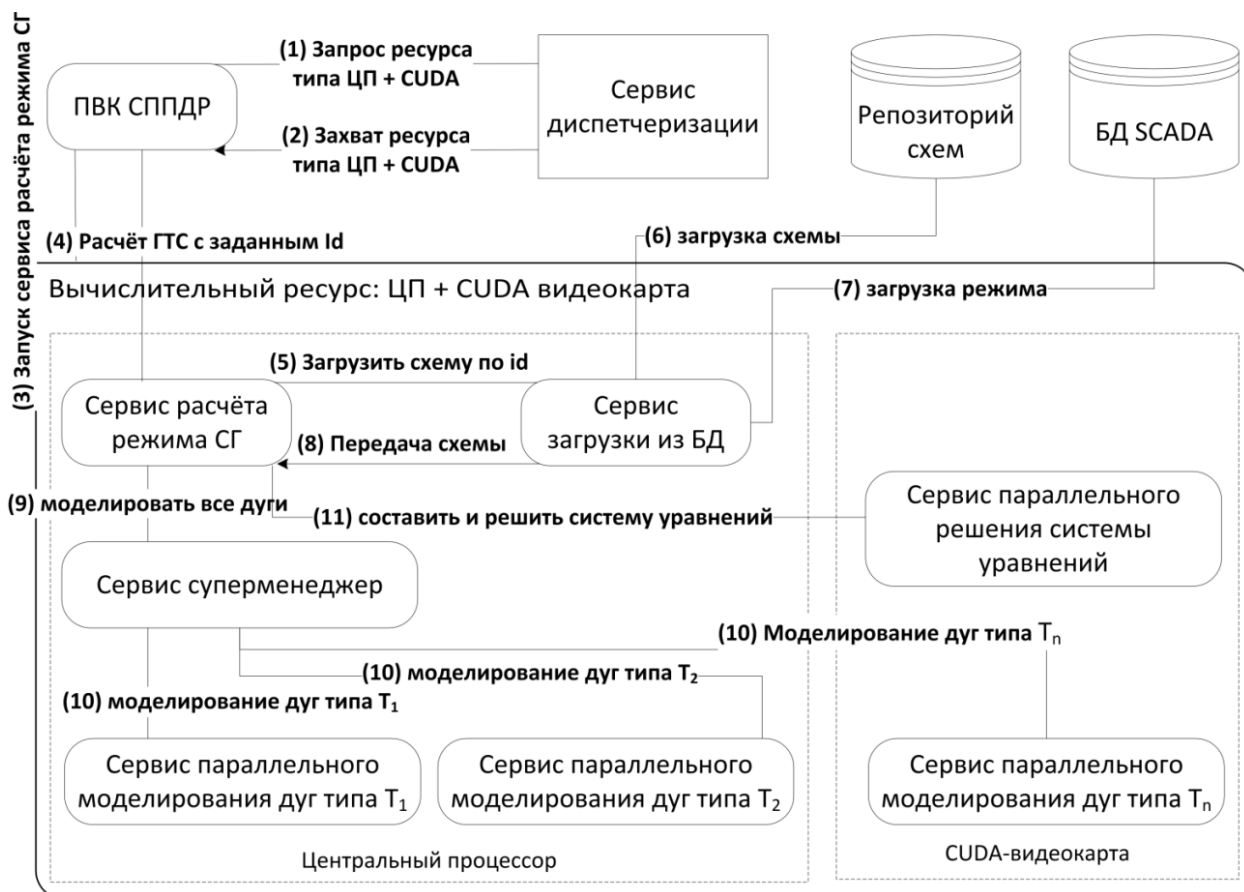 (3) Запуск сервиса расчёта режима СГ
(1) Запрос ресурса
типа ЦП + CUDA
ПВК СППДР
(2) Захват ресурса
типа ЦП + CUDA
Сервис
диспетчеризации
Репозиторий
схем
БД SCADA
(4) Расчёт ГТС с заданным Id
(6) загрузка схемы
Вычислительный ресурс: ЦП + CUDA видеокарта
(7) загрузка режима
(5) Загрузить схему по id
Сервис расчёта
режима СГ
Сервис
загрузки из БД
(8) Передача схемы
(9) моделировать все дуги
(11) составить и решить систему уравнений
Сервис параллельного
решения системы
уравнений
Сервис суперменеджер
(10) Моделирование дуг типа Tn
(10) моделирование дуг типа T2
(10) моделирование дуг типа T1
Сервис параллельного
моделирования дуг типа T1
Сервис параллельного
моделирования дуг типа T2
Сервис параллельного
моделирования дуг типа Tn
Центральный процессор
CUDA-видеокарта